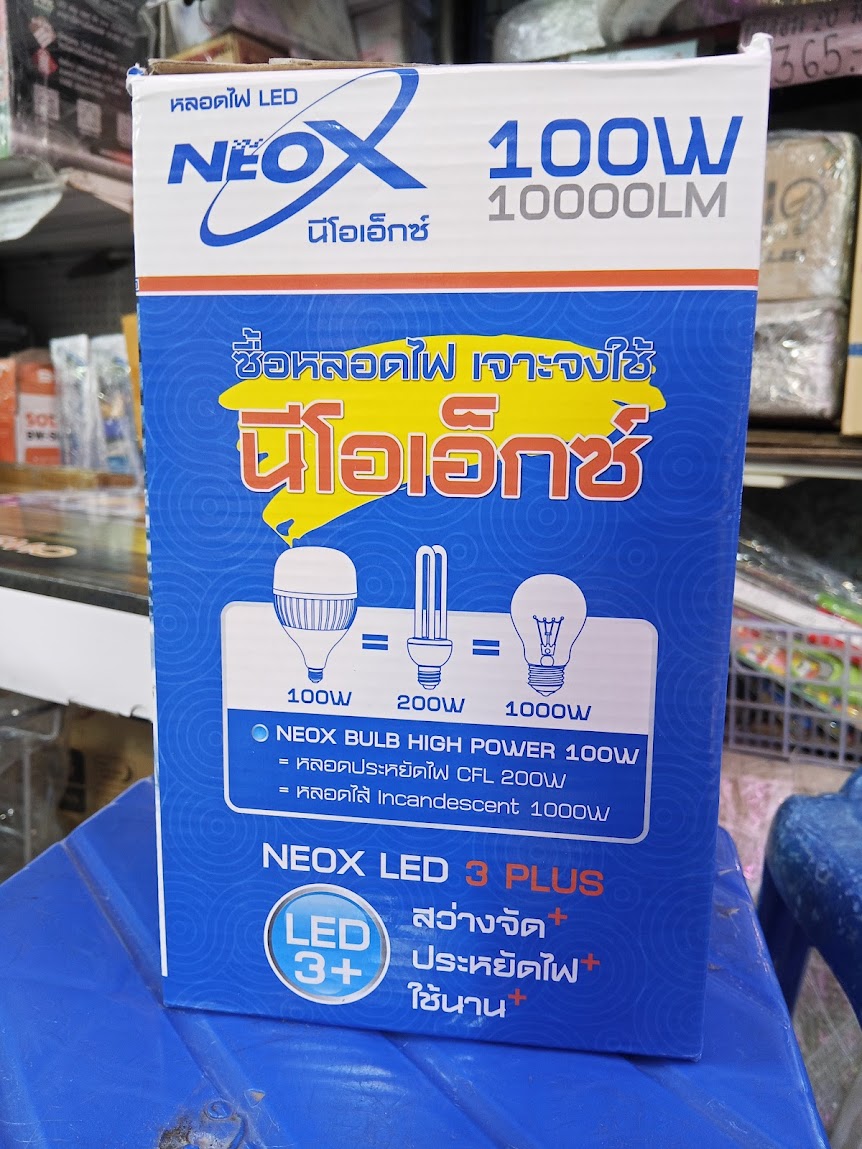 หลอดไฟ LED
NEOX
นีโอเอ็กซ์
100W
10000LM
365.-
ซื้อหลอดไฟ เจาะจงใช้
นีโอเอ็กซ์
100W = 200W = 1000W
NEOX BULB HIGH POWER 100W
= หลอดประหยัดไฟ CFL 200W
= หลอดไส้ Incandescent 1000W
NEOX LED 3 PLUS
LED
3+
สว่างจัด+
ประหยัดไฟ+
ใช้นาน+